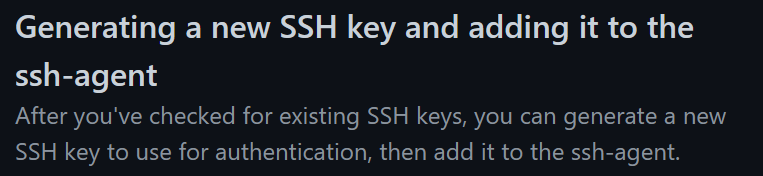 Generating a new SSH key and adding it to the
ssh-agent
After you've checked for existing SSH keys, you can generate a new
SSH key to use for authentication, then add it to the ssh-agent.